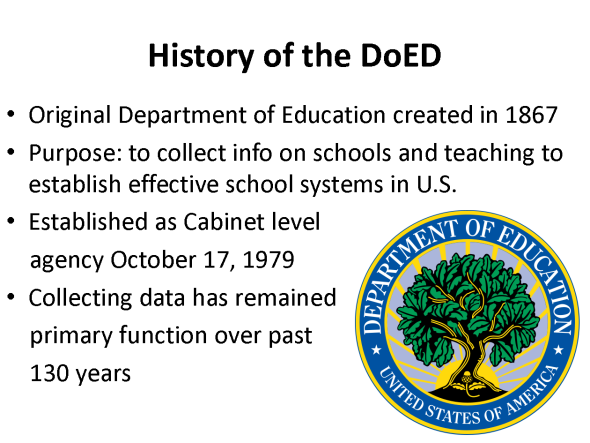 History of the DoED
• Original Department of Education created in 1867
• Purpose: to collect info on schools and teaching to
establish effective school systems in U.S.
• Established as Cabinet level
agency October 17, 1979
• Collecting data has remained
primary function over past
130 years
DEPARTMENT OF EDUCATION
UNITED STATES OF AMERICA